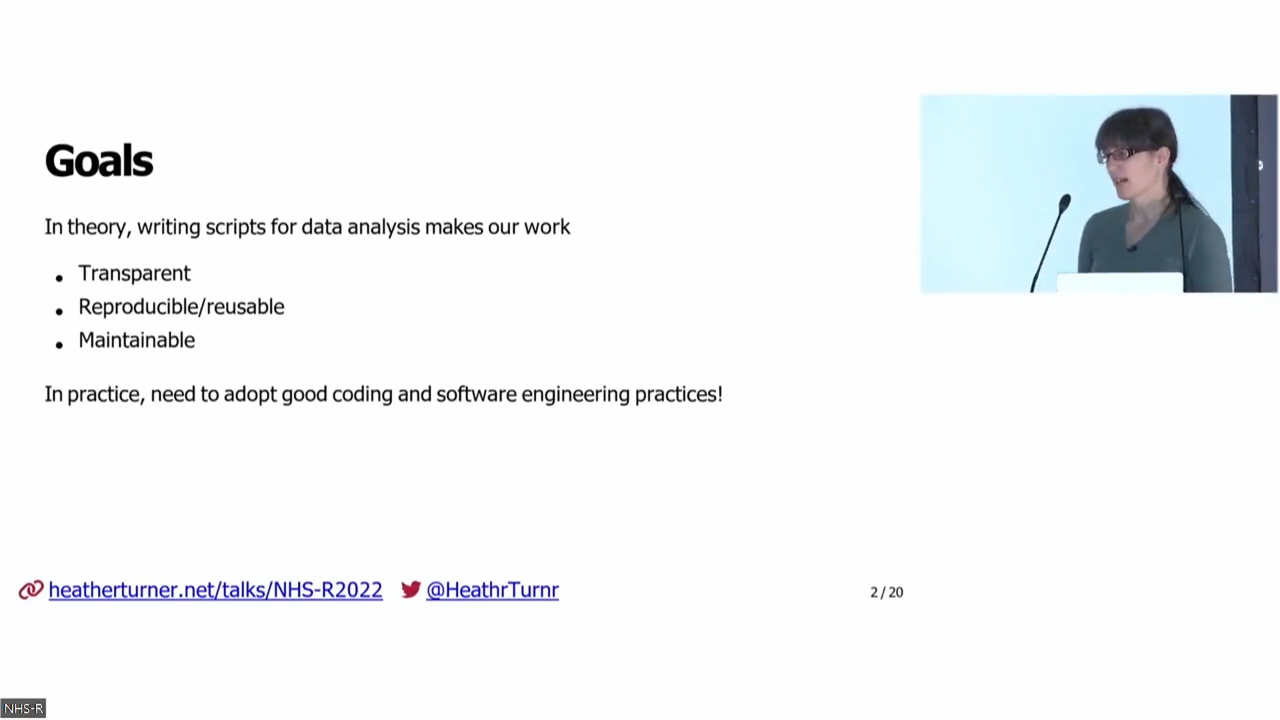 Goals
In theory, writing scripts for data analysis makes our work
Transparent
Reproducible/reusable
Maintainable
In practice, need to adopt good coding and software engineering practices!
heatherturner.net/talks/NHS-R2022 @HeathrTurnr
2 / 20
NHS-R